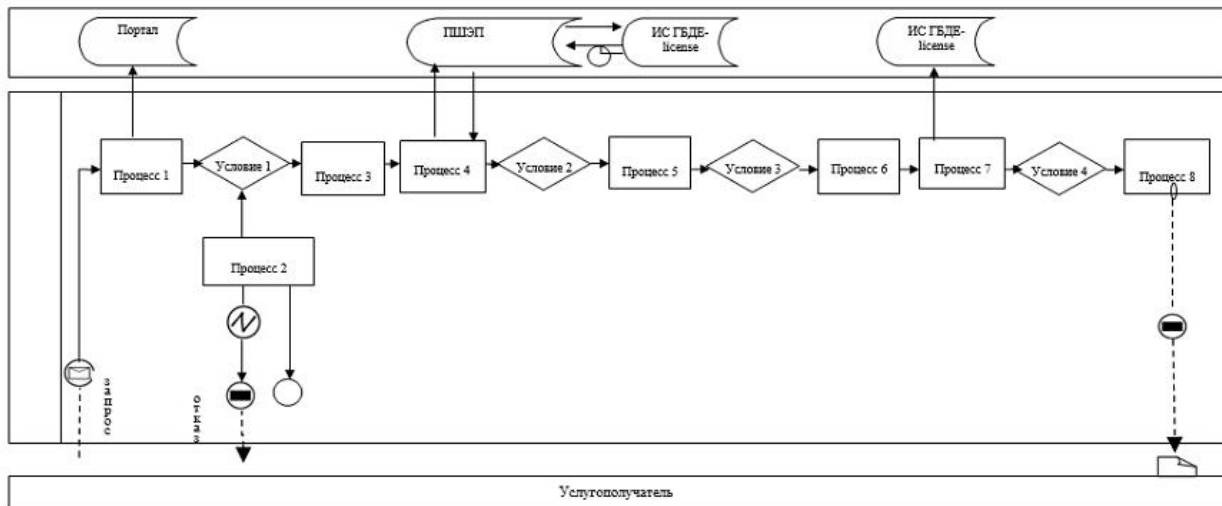 Портал
ПШЭП
ИС ГБДЕ-
license
ИС ГБДЕ-
license
Процесс 1
Условие 1
Процесс 3
Процесс 4
Условие 2
Процесс 5
Условие 3
Процесс 6
Процесс 7
Условие 4
Процесс 8
Процесс 2
запрос
отказ
Услугополучатель